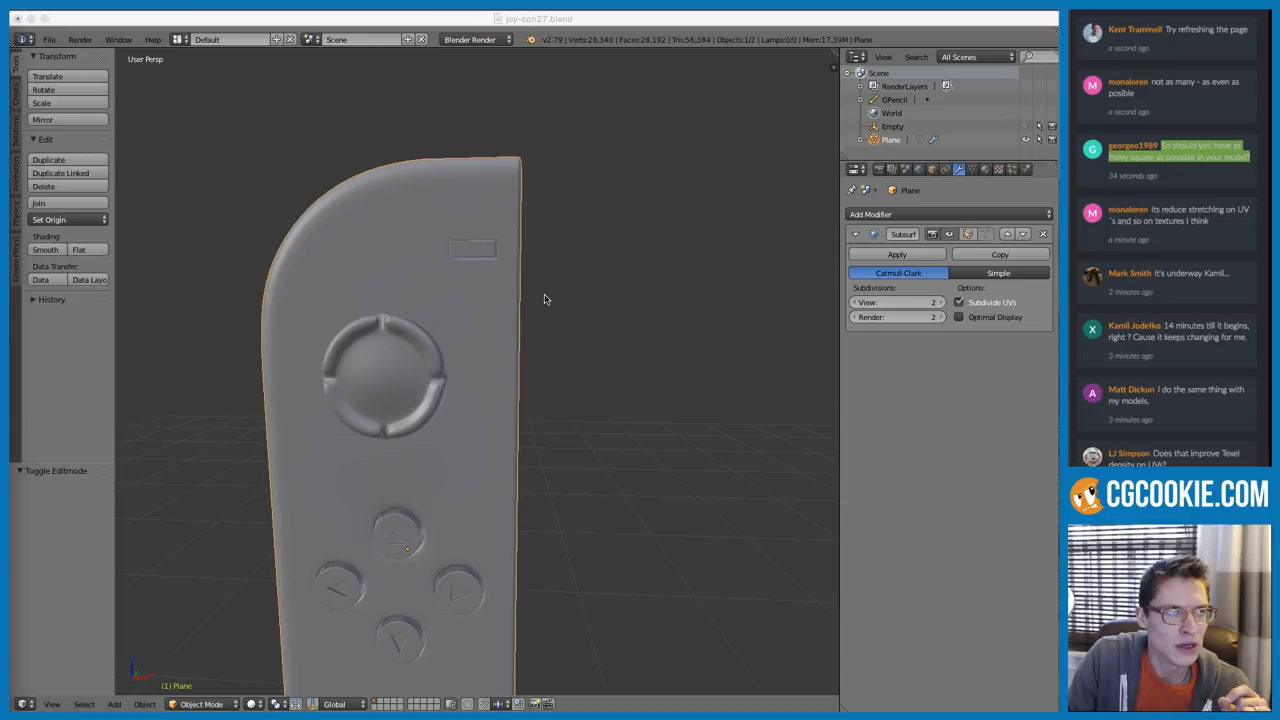 joy-con27.blend
File Render Window Help Default Scene Blender Render v2.79 | Verts:28,340 | Faces:28,192 | Tris:56,384 | Objects:1/2 | Lamps:0/0 | Mem:17.39M | Plane
Tools
Create
Relations
Animation
Physics
Grease Pencil
Transform
Translate
Rotate
Scale
Mirror
Edit
Duplicate
Duplicate Linked
Delete
Join
Set Origin
Shading:
Smooth Flat
Data Transfer:
Data Data Layo
History
Toggle Editmode
User Persp
(1) Plane
View Select Add Object Object Mode Global
View Search All Scenes
Scene
RenderLayers
GPencil
World
Empty
Plane
Plane
Add Modifier
Subsurf
Apply Copy
Catmull-Clark Simple
Subdivisions: Options:
View: 2 Subdivide UVs
Render: 2 Optimal Display
Kent Trammell Try refreshing the page
a second ago
M monaloren not as many - as even as
posible
a second ago
G georgeo1989 So should you have as
many square as possible in your model?
34 seconds ago
M monaloren its reduce stretching on UV
´s and so on textures I think
a minute ago
Mark Smith it's underway Kamil...
2 minutes ago
K Kamil Jodełko 14 minutes till it begins,
right ? Cause it keeps changing for me.
3 minutes ago
M Matt Dickun I do the same thing with
my models.
3 minutes ago
LJ Simpson Does that improve Texel
density on UVs?
CGCOOKIE.COM